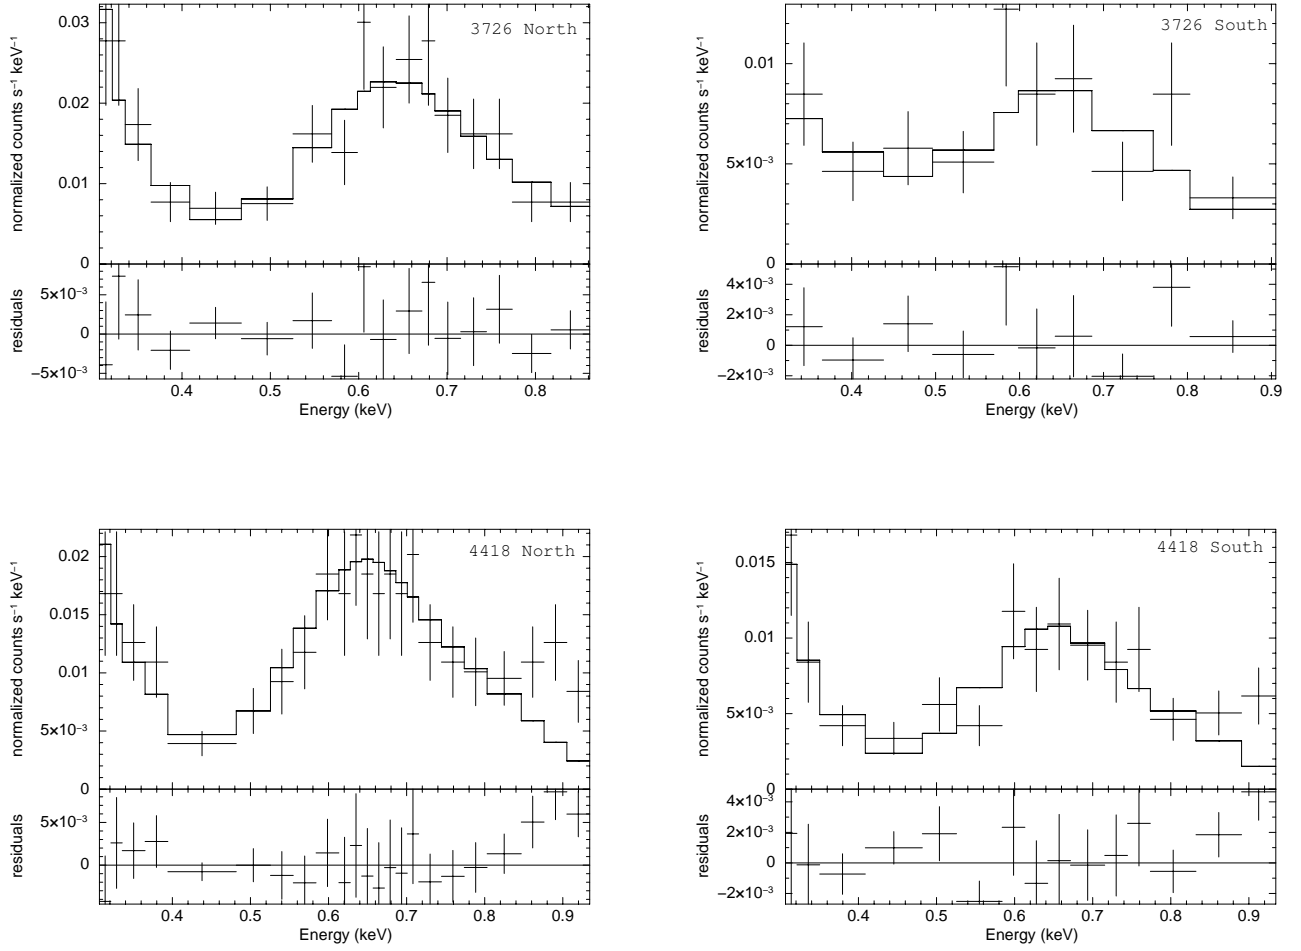 3726 North
normalized counts s⁻¹ keV⁻¹
0.03
0.02
0.01
0
residuals
5×10⁻³
0
−5×10⁻³
0.4 0.5 0.6 0.7 0.8
Energy (keV)
3726 South
normalized counts s⁻¹ keV⁻¹
0.01
5×10⁻³
0
residuals
4×10⁻³
2×10⁻³
0
−2×10⁻³
0.4 0.5 0.6 0.7 0.8 0.9
Energy (keV)
4418 North
normalized counts s⁻¹ keV⁻¹
0.02
0.015
0.01
5×10⁻³
0
residuals
5×10⁻³
0
0.4 0.5 0.6 0.7 0.8 0.9
Energy (keV)
4418 South
normalized counts s⁻¹ keV⁻¹
0.015
0.01
5×10⁻³
0
residuals
4×10⁻³
2×10⁻³
0
−2×10⁻³
0.4 0.5 0.6 0.7 0.8 0.9
Energy (keV)